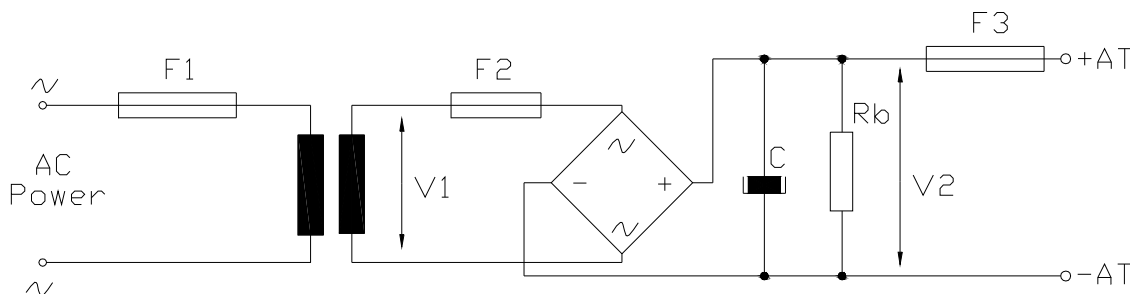 F1
F2
F3
~
+AT
AC
Power
V1
~
-
+
~
C
Rb
V2
~
-AT